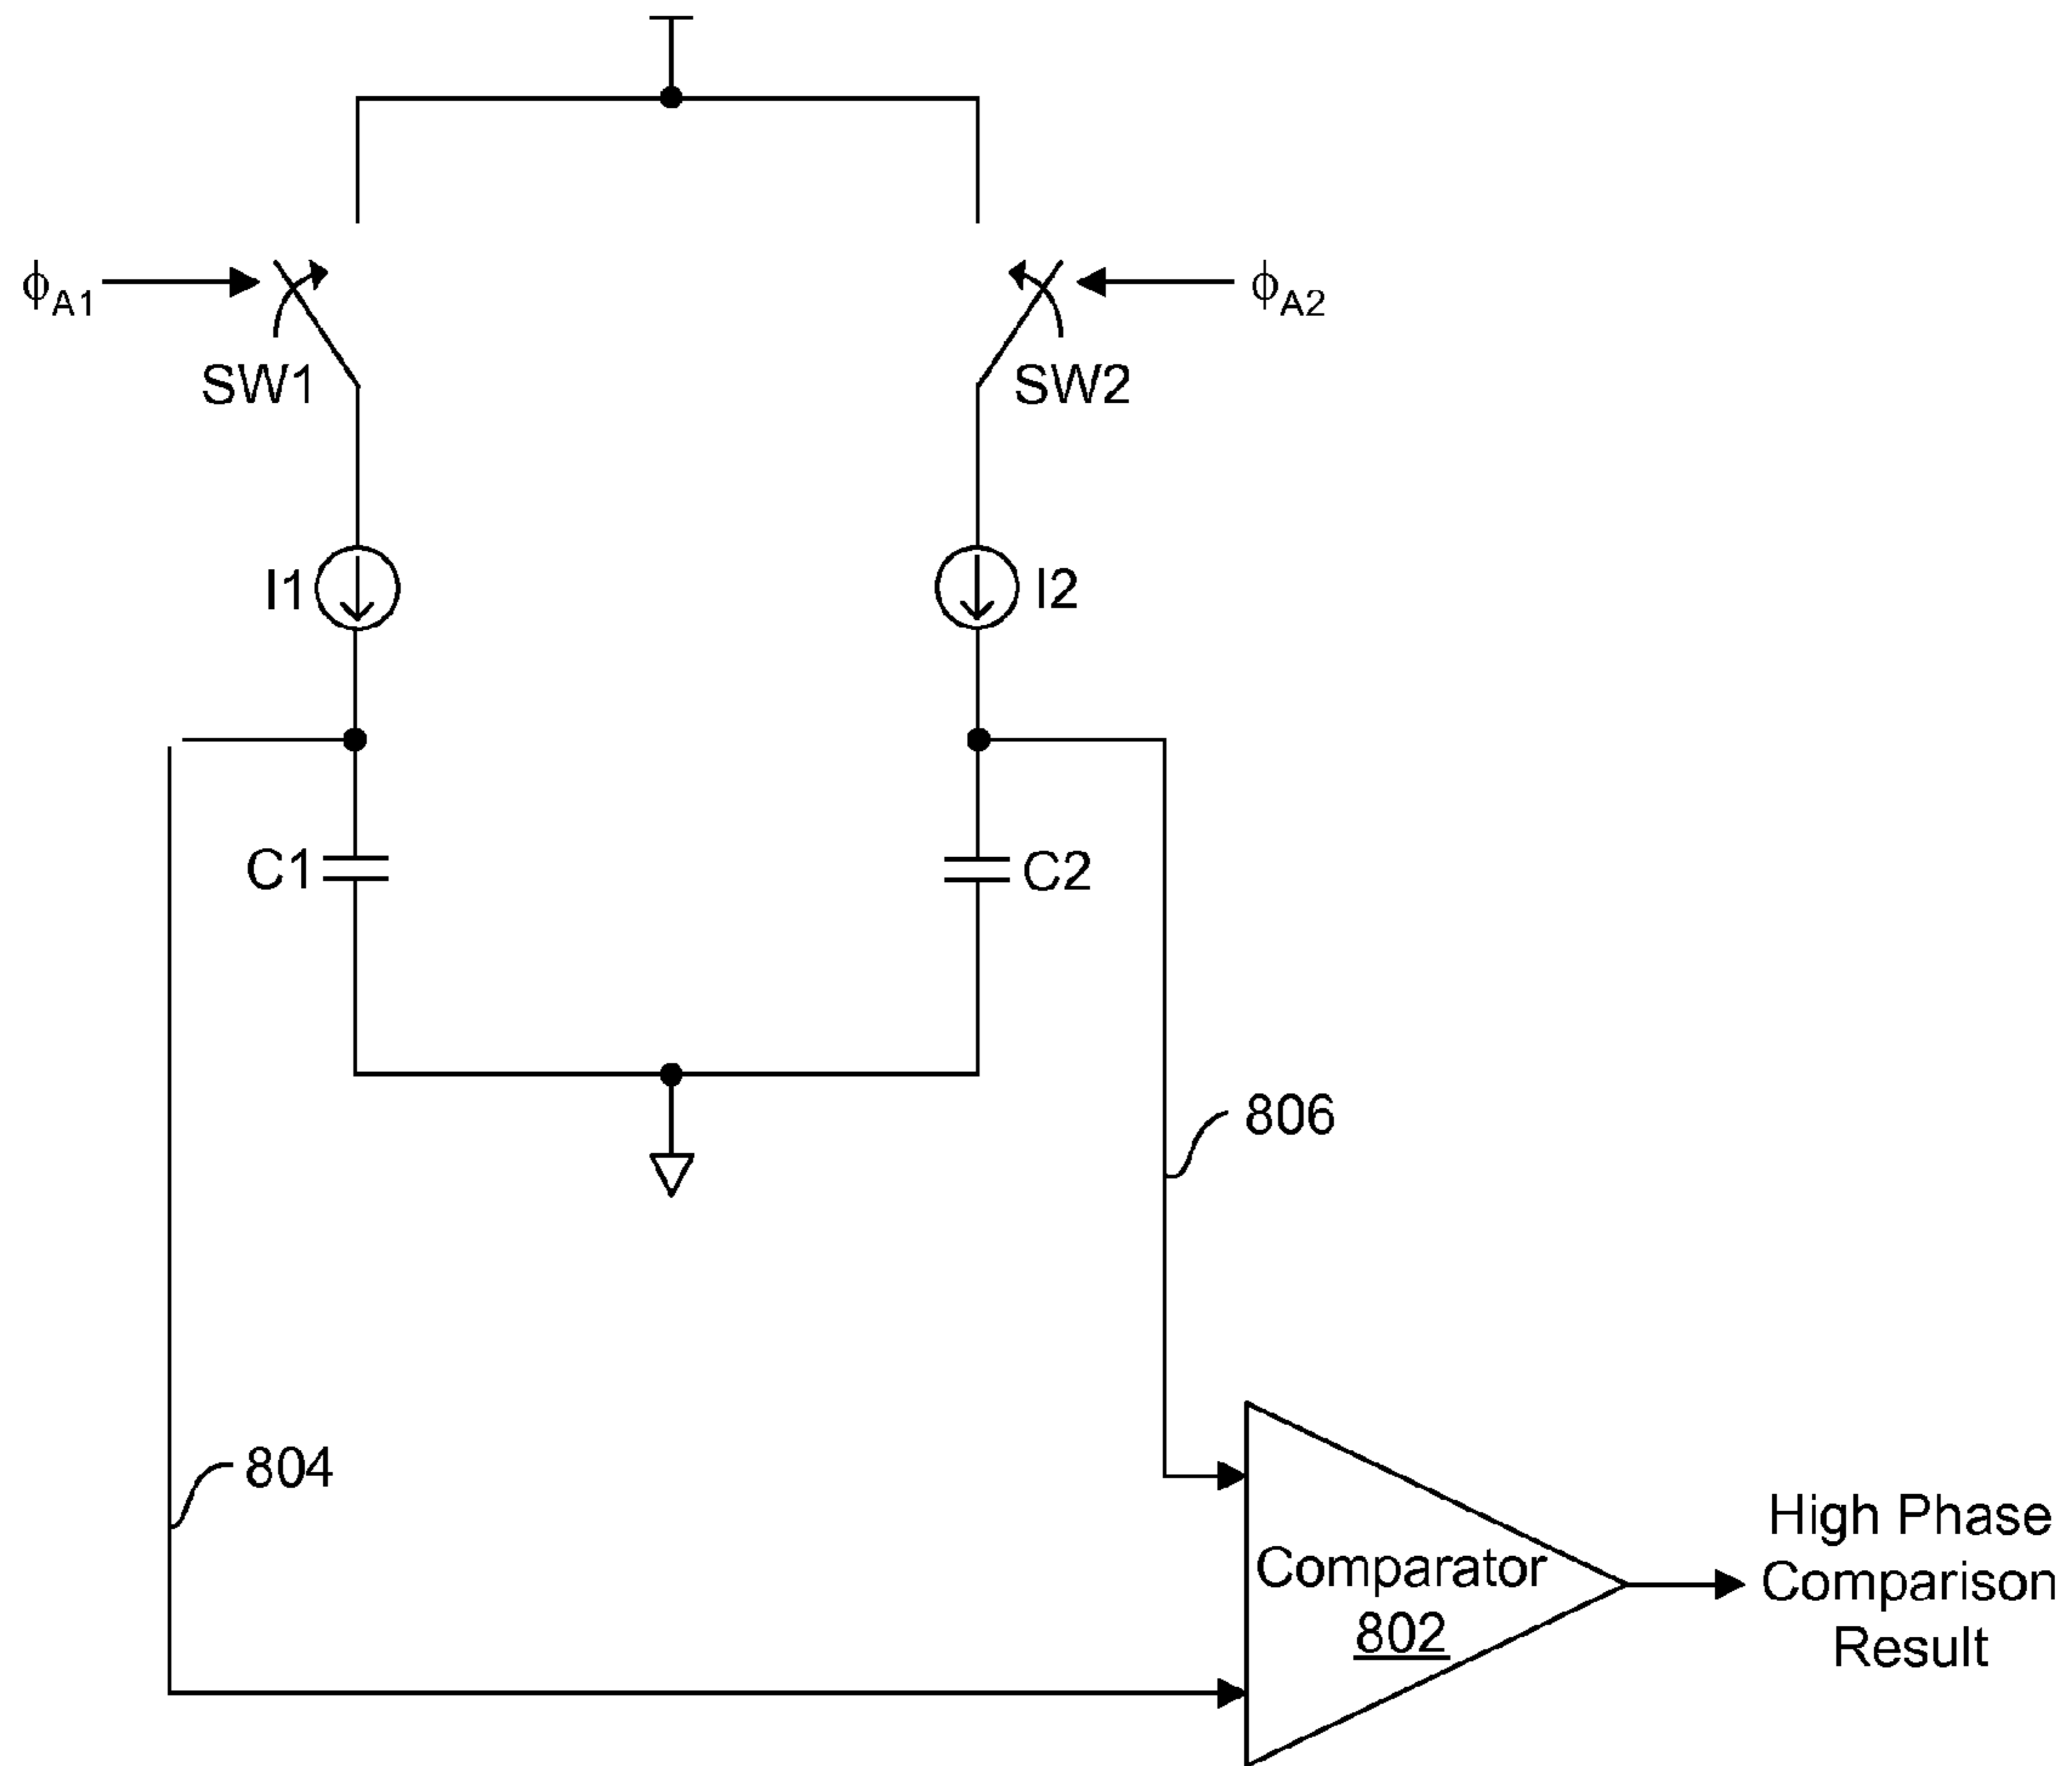 ϕA1
ϕA2
SW1
SW2
I1
I2
C1
C2
806
804
Comparator
802
High Phase
Comparison
Result